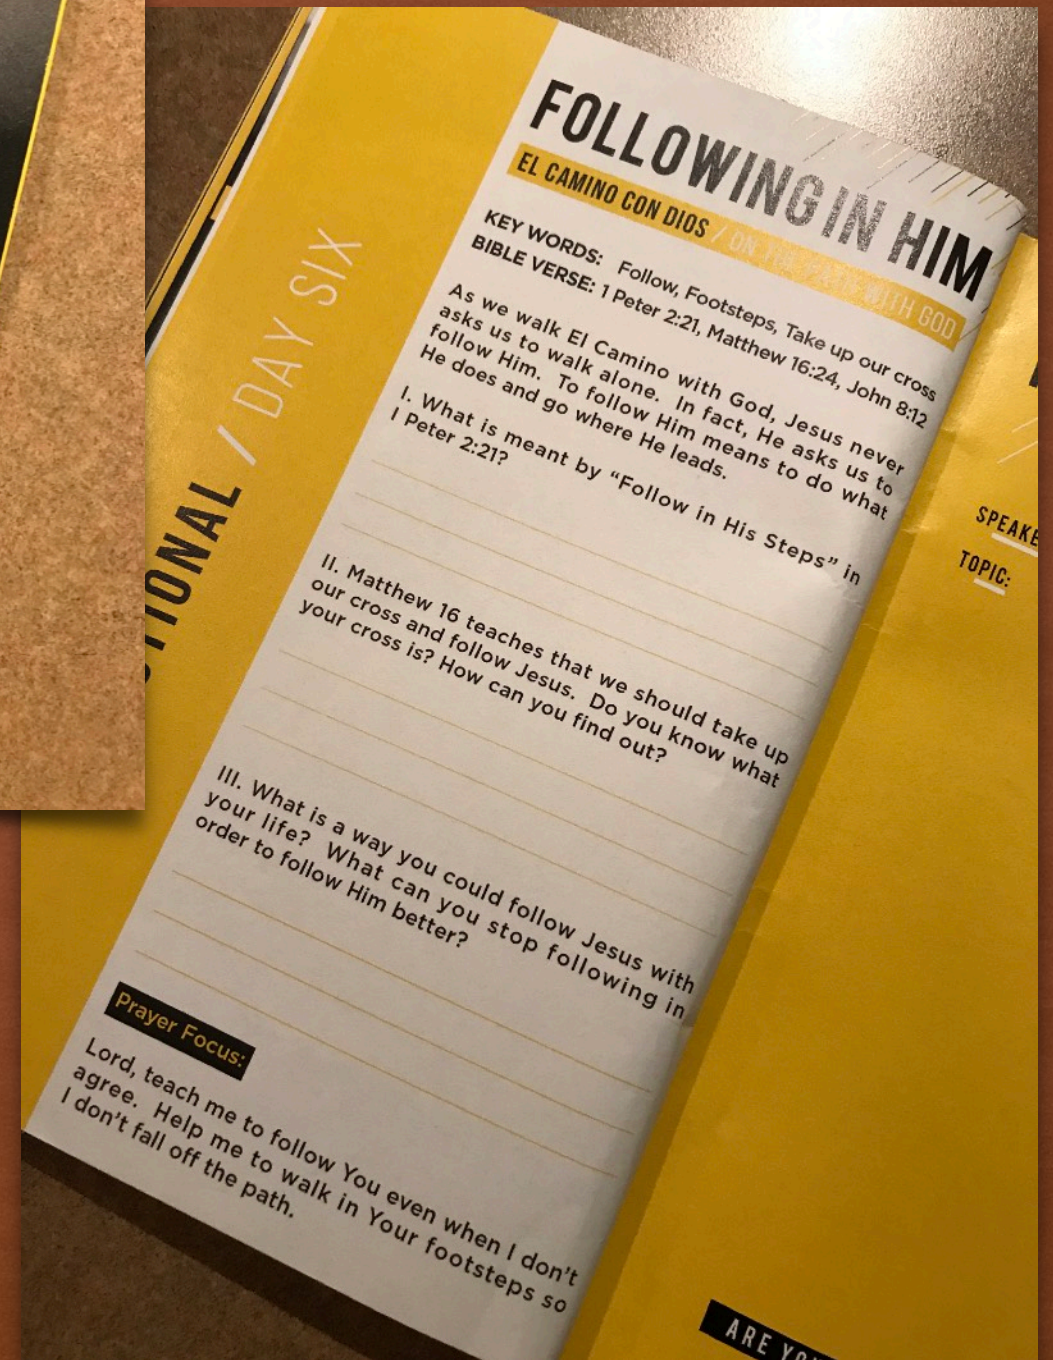 FOLLOWING IN HIM
EL CAMINO CON DIOS / ON THE PATH WITH GOD
KEY WORDS: Follow, Footsteps, Take up our cross
BIBLE VERSE: 1 Peter 2:21, Matthew 16:24, John 8:12
As we walk El Camino with God, Jesus never
asks us to walk alone. In fact, He asks us to
follow Him. To follow Him means to do what
He does and go where He leads.
I. What is meant by “Follow in His Steps” in
I Peter 2:21?
II. Matthew 16 teaches that we should take up
our cross and follow Jesus. Do you know what
your cross is? How can you find out?
III. What is a way you could follow Jesus with
your life? What can you stop following in
order to follow Him better?
Prayer Focus:
Lord, teach me to follow You even when I don't
agree. Help me to walk in Your footsteps so
I don't fall off the path.
TIONAL / DAY SIX
SPEAKE
TOPIC:
ARE YO